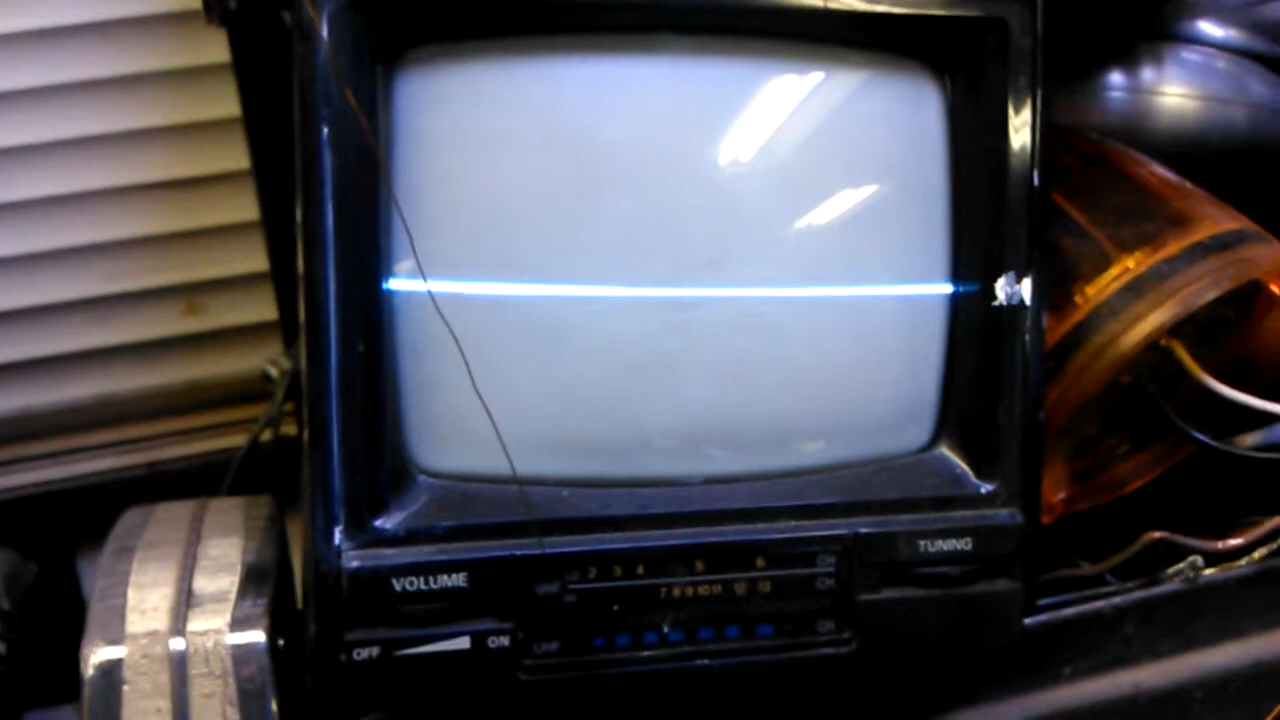 TUNING
VOLUME
2 3 4 5 6 CH
7 8 9 10 11 12 13 CH
OFF ON
UHF CH